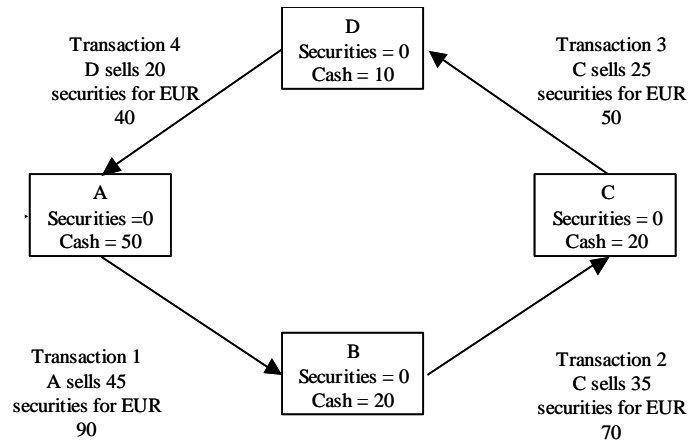 Transaction 4
D sells 20
securities for EUR
40
D
Securities = 0
Cash = 10
Transaction 3
C sells 25
securities for EUR
50
A
Securities =0
Cash = 50
C
Securities = 0
Cash = 20
Transaction 1
A sells 45
securities for EUR
90
B
Securities = 0
Cash = 20
Transaction 2
C sells 35
securities for EUR
70